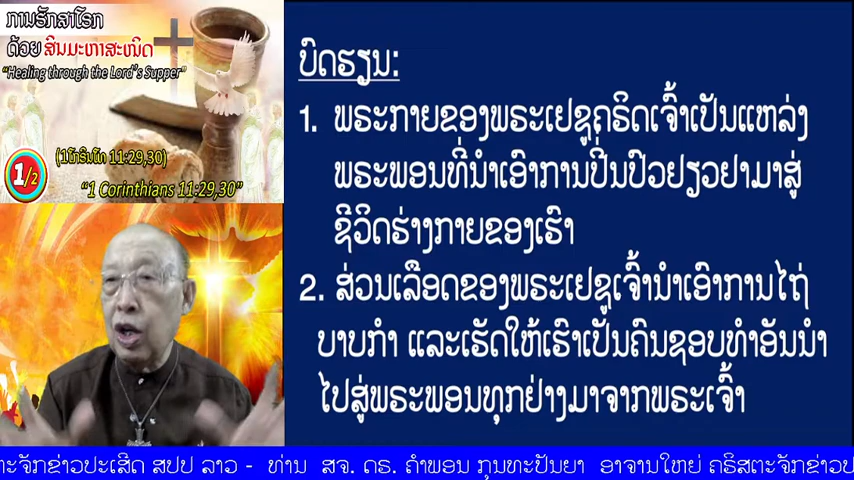 ການຮັກສາໂຣກ
ດ້ວຍ ສິນມະຫາສະໜິດ
"Healing through the Lord's Supper"
(1ໂກຣິນໂທ 11:29,30)
1/2
"1 Corinthians 11:29,30"
ບົດຮຽນ:
1. ພຣະກາຍຂອງພຣະເຢຊູຄຣິດເຈົ້າເປັນແຫລ່ງ
ພຣະພອນທີ່ນຳເອົາການປິ່ນປົວຢຽວຢາມາສູ່
ຊີວິດຮ່າງກາຍຂອງເຮົາ
2. ສ່ວນເລືອດຂອງພຣະເຢຊູເຈົ້ານຳເອົາການໄຖ່
ບາບກຳ ແລະເຮັດໃຫ້ເຮົາເປັນຄົນຊອບທຳອັນນຳ
ໄປສູ່ພຣະພອນທຸກຢ່າງມາຈາກພຣະເຈົ້າ
ຕະຈັກຂ່າວປະເສີດ ສປປ ລາວ - ທ່ານ ສຈ. ດຣ. ຄຳພອນ ກຸນທະປັນຍາ ອາຈານໃຫຍ່ ຄຣິສຕະຈັກຂ່າວປ